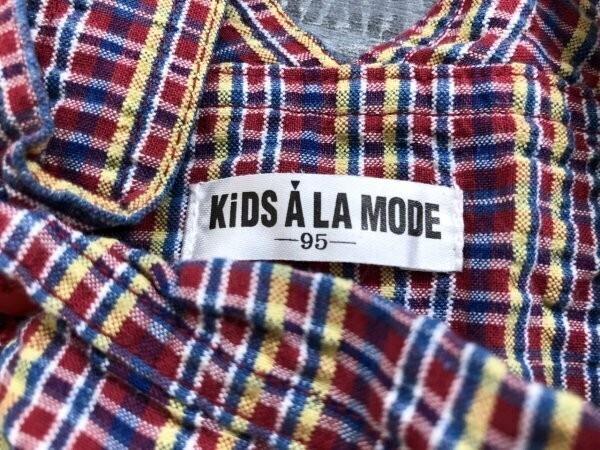 KiDS À LA MODE
—95—